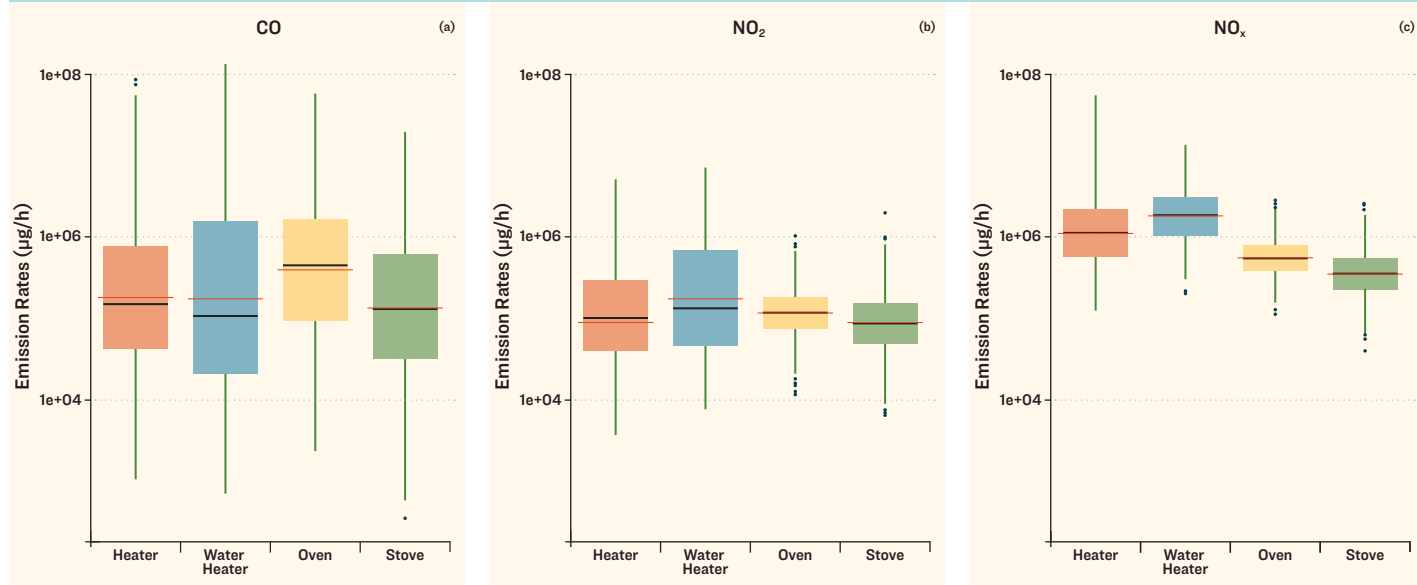 CO
(a)
Emission Rates (µg/h)
1e+08
1e+06
1e+04
Heater
Water
Heater
Oven
Stove
NO₂
(b)
Emission Rates (µg/h)
1e+08
1e+06
1e+04
Heater
Water
Heater
Oven
Stove
NOₓ
(c)
Emission Rates (µg/h)
1e+08
1e+06
1e+04
Heater
Water
Heater
Oven
Stove